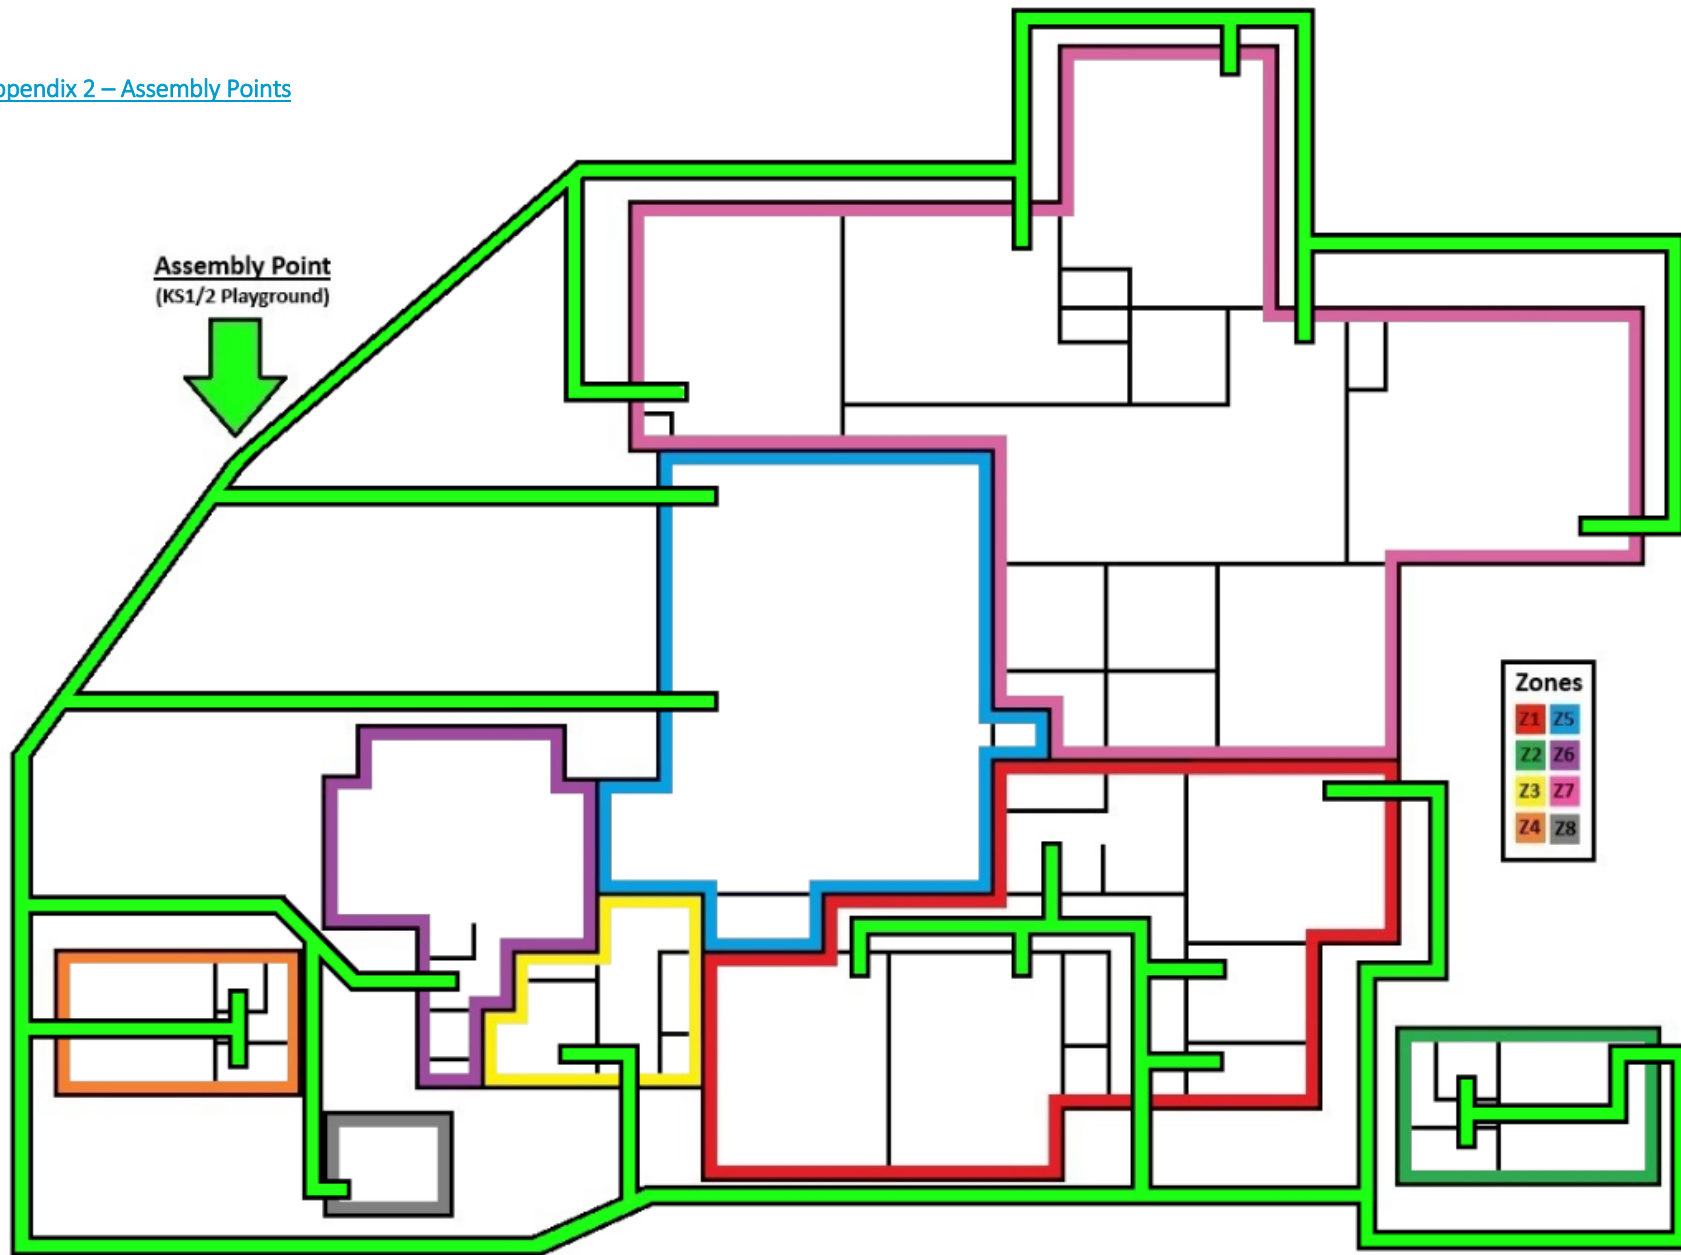 ppendix 2 – Assembly Points
Assembly Point
(KS1/2 Playground)
Zones
Z1 Z5
Z2 Z6
Z3 Z7
Z4 Z8